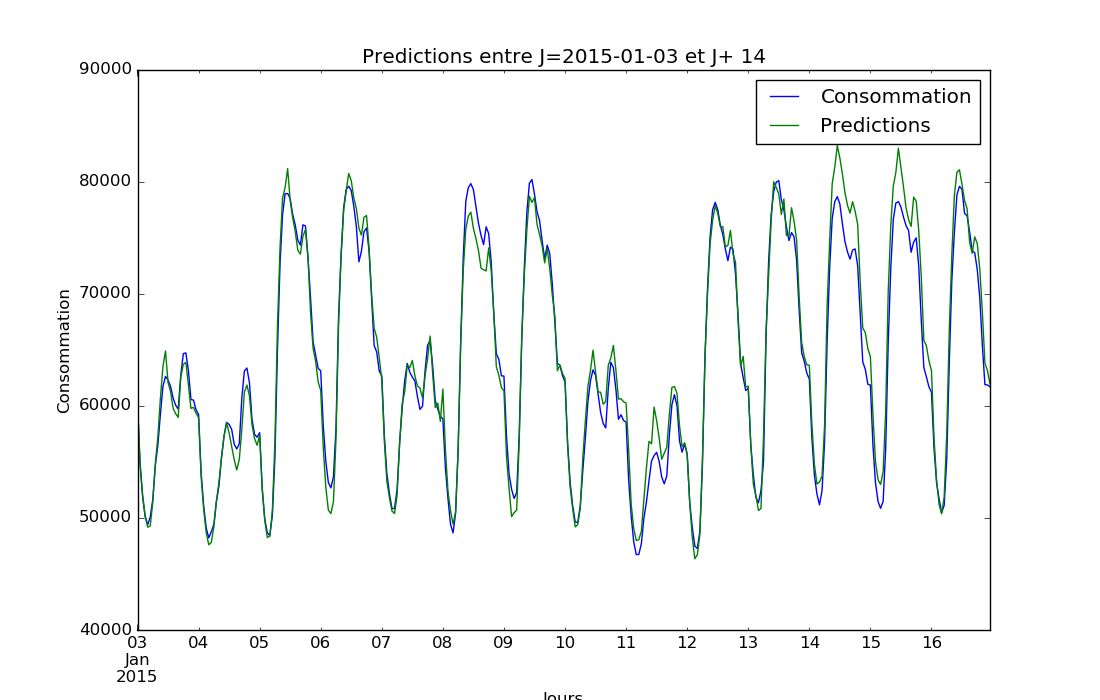 Predictions entre J=2015-01-03 et J+ 14
90000
80000
70000
60000
50000
40000
Consommation
Consommation
Predictions
03 04 05 06 07 08 09 10 11 12 13 14 15 16
Jan
2015
Jours